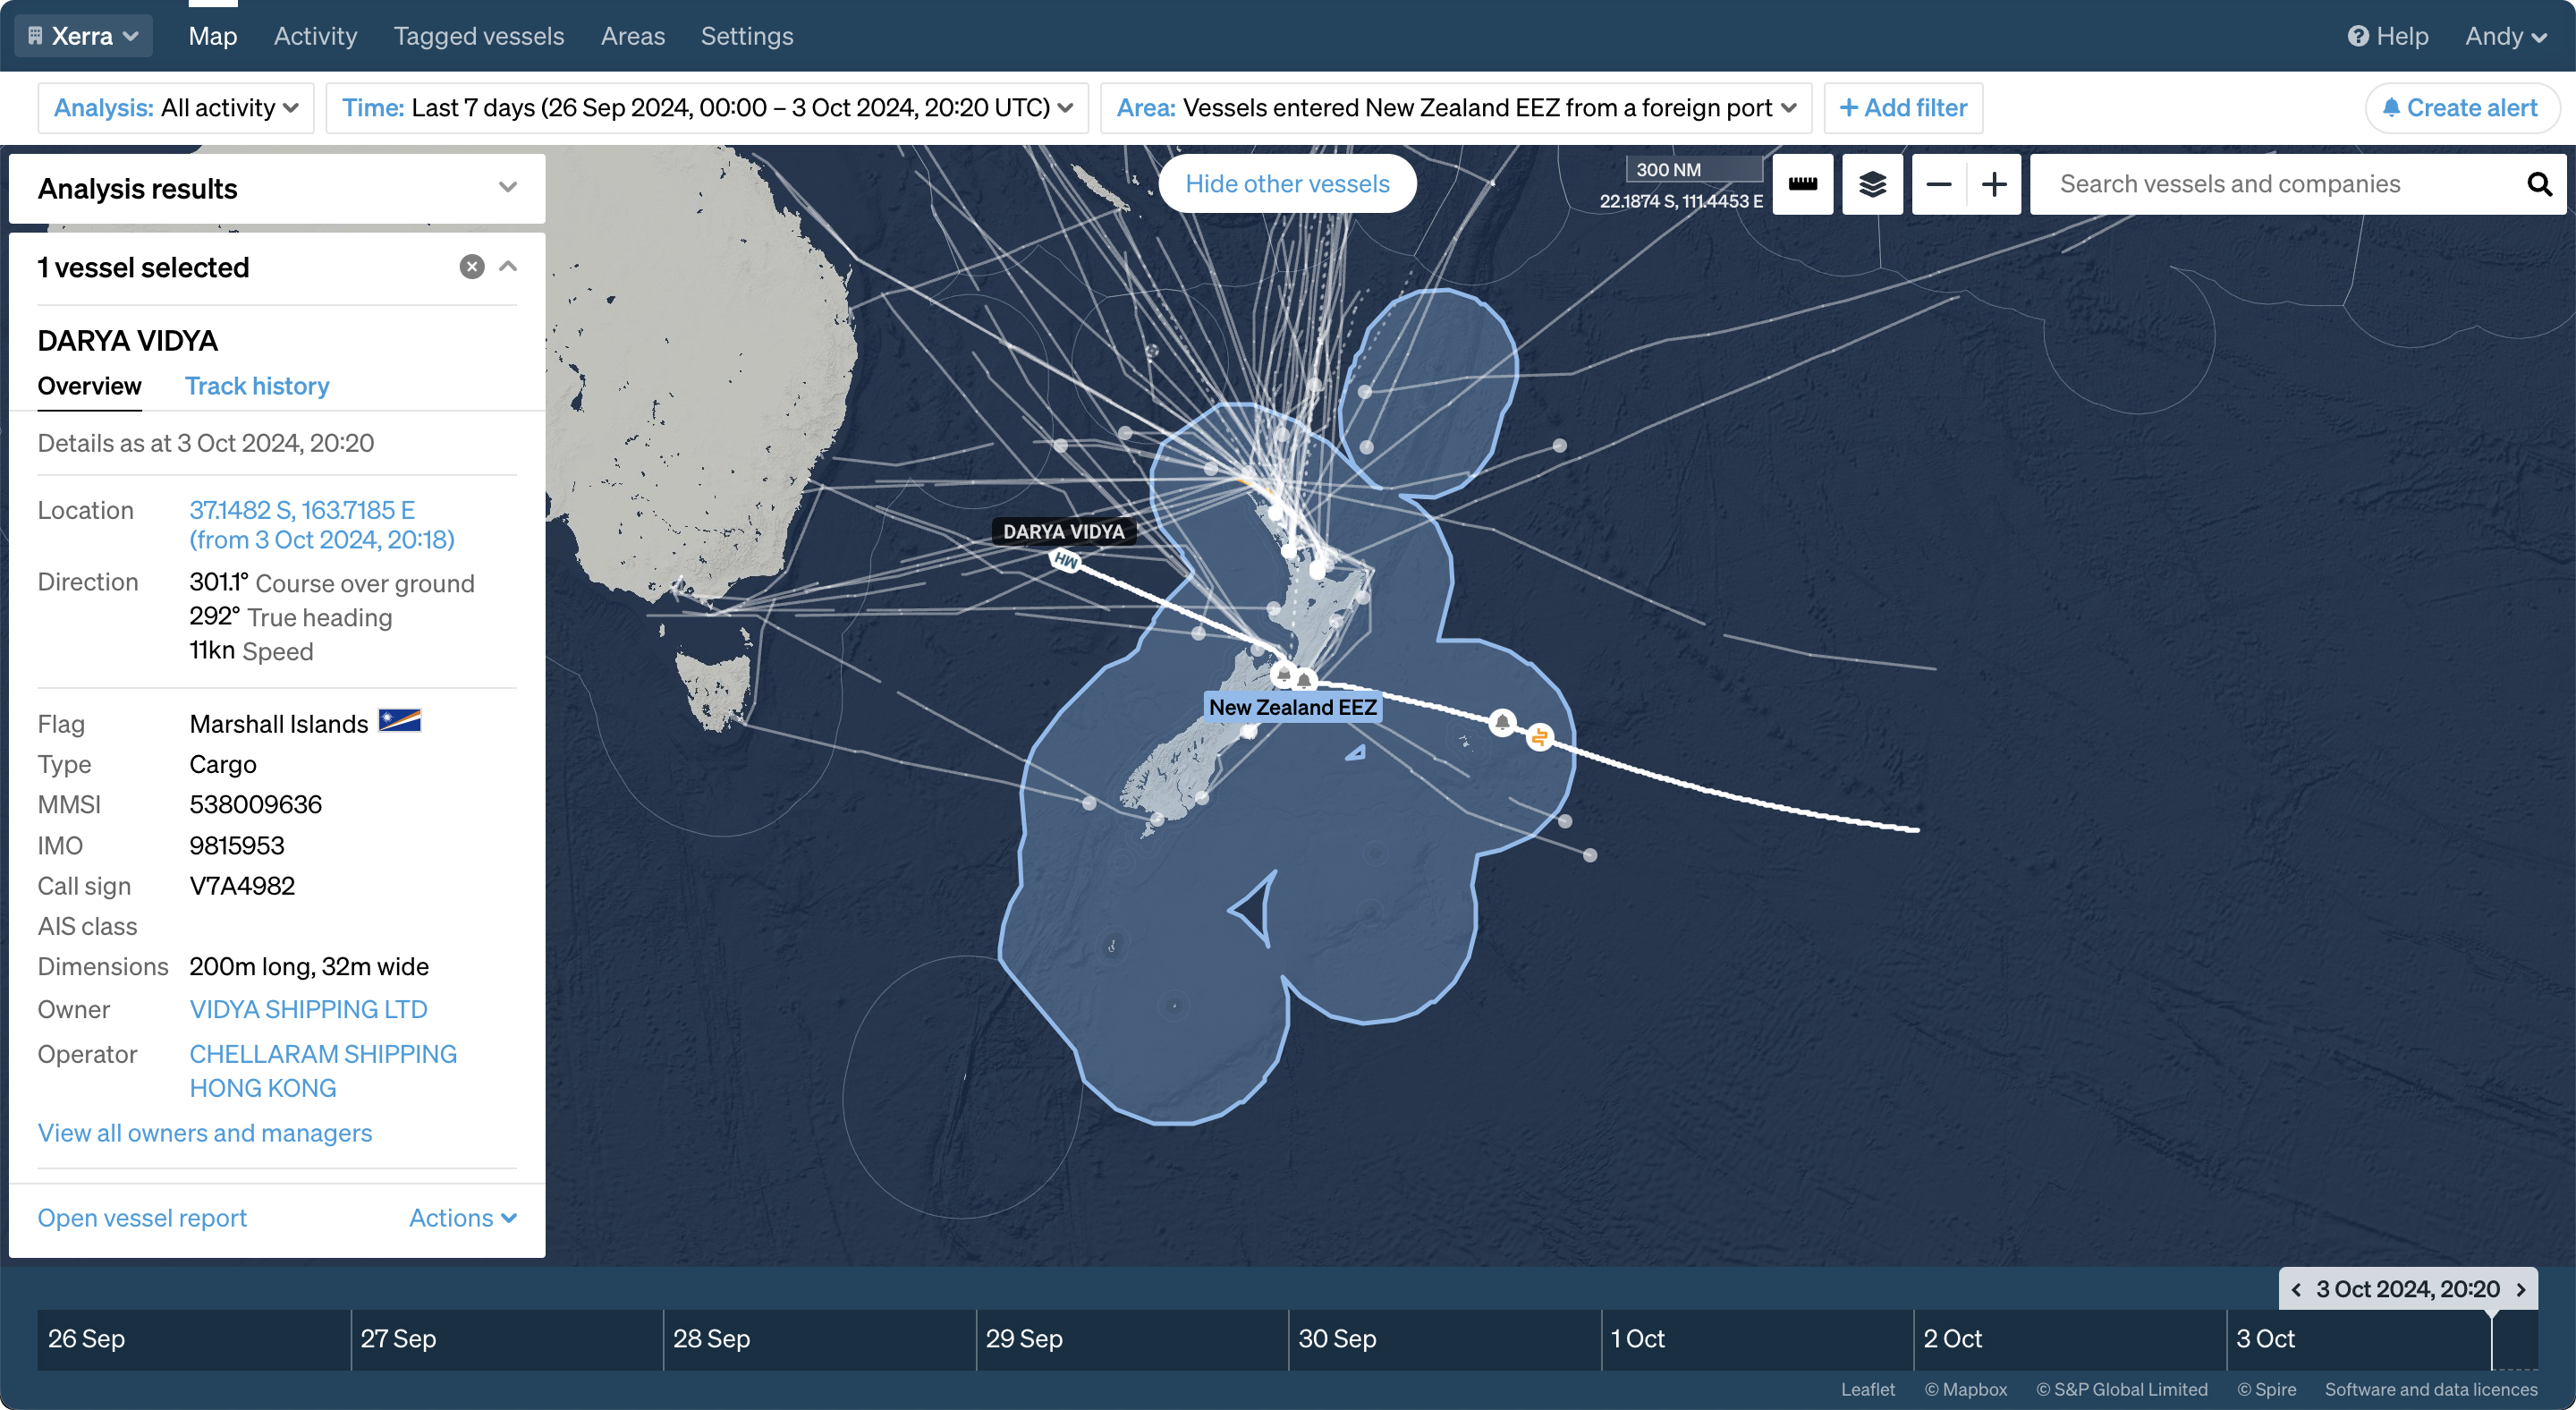 Xerra
Map
Activity
Tagged vessels
Areas
Settings
Help
Andy
Analysis: All activity
Time: Last 7 days (26 Sep 2024, 00:00 – 3 Oct 2024, 20:20 UTC)
Area: Vessels entered New Zealand EEZ from a foreign port
+ Add filter
Create alert
Analysis results
Hide other vessels
300 NM
22.1874 S, 111.4453 E
Search vessels and companies
1 vessel selected
DARYA VIDYA
Overview
Track history
Details as at 3 Oct 2024, 20:20
Location
37.1482 S, 163.7185 E
(from 3 Oct 2024, 20:18)
Direction
301.1° Course over ground
292° True heading
11kn Speed
Flag
Marshall Islands
Type
Cargo
MMSI
538009636
IMO
9815953
Call sign
V7A4982
AIS class
Dimensions
200m long, 32m wide
Owner
VIDYA SHIPPING LTD
Operator
CHELLARAM SHIPPING
HONG KONG
View all owners and managers
Open vessel report
Actions
DARYA VIDYA
HW
New Zealand EEZ
3 Oct 2024, 20:20
26 Sep
27 Sep
28 Sep
29 Sep
30 Sep
1 Oct
2 Oct
3 Oct
Leaflet
© Mapbox
© S&P Global Limited
© Spire
Software and data licences